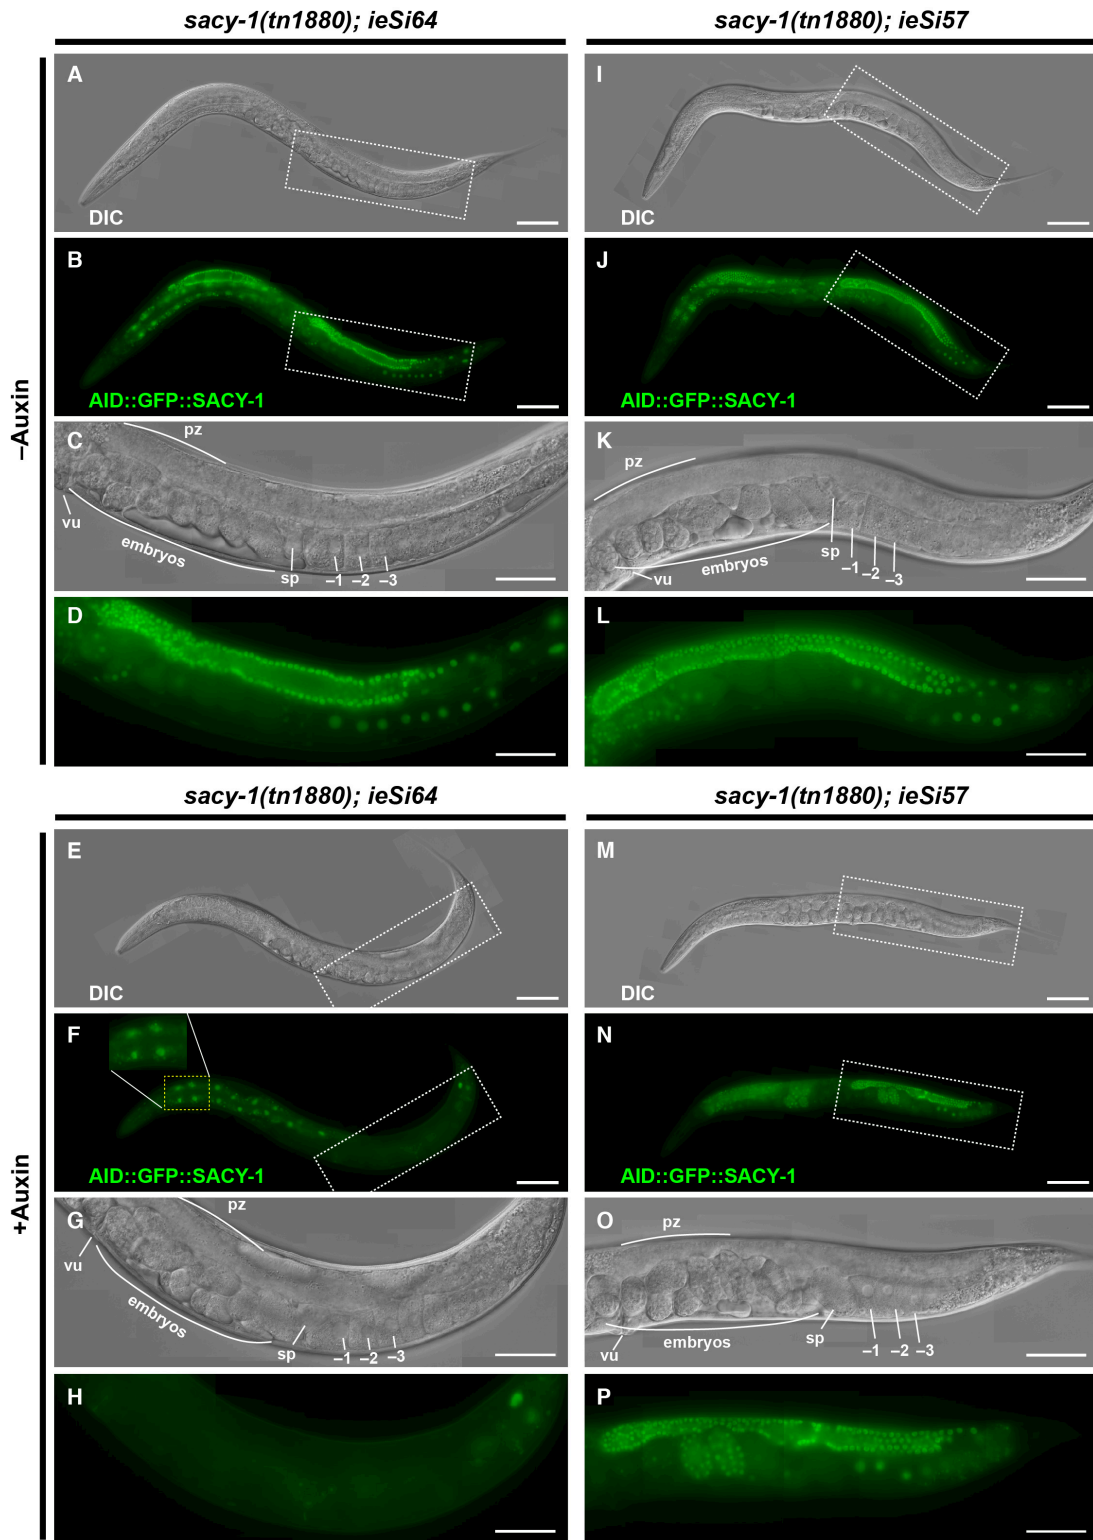 sacy-1(tn1880); ieSi64
sacy-1(tn1880); ieSi57
–Auxin
A
DIC
I
DIC
B
AID::GFP::SACY-1
J
AID::GFP::SACY-1
C
pz
vu
embryos
sp
–1
–2
–3
K
pz
vu
embryos
sp
–1
–2
–3
D
L
sacy-1(tn1880); ieSi64
sacy-1(tn1880); ieSi57
+Auxin
E
DIC
M
DIC
F
AID::GFP::SACY-1
N
AID::GFP::SACY-1
G
pz
vu
embryos
sp
–1
–2
–3
O
pz
vu
embryos
sp
–1
–2
–3
H
P